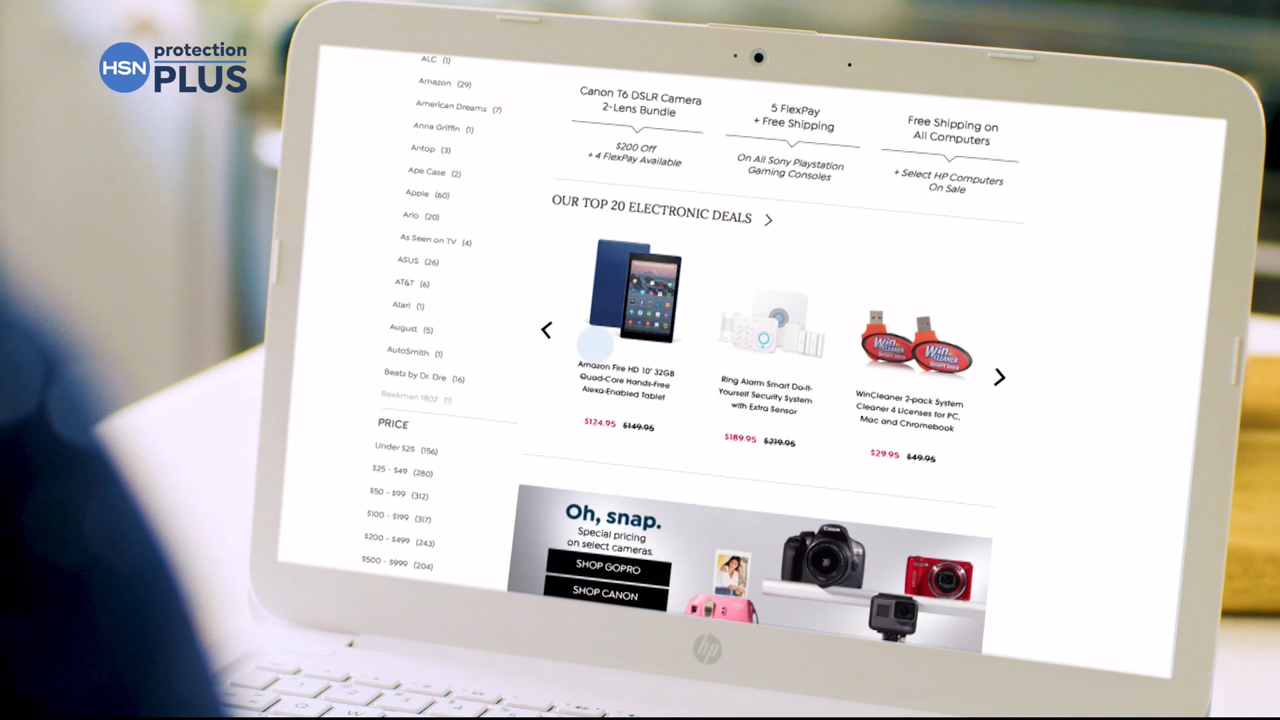 HSN
protection
PLUS
ALC (1)
Amazon (29)
American Dreams (7)
Anna Griffin (1)
Antop (3)
Ape Case (2)
Apple (60)
Arlo (20)
As Seen on TV (4)
ASUS (26)
AT&T (6)
Atari (1)
August (5)
AutoSmith (1)
Beats by Dr. Dre (16)
Beekman 1802 (1)
PRICE
Under $25 (156)
$25 - $49 (280)
$50 - $99 (312)
$100 - $199 (317)
$200 - $499 (243)
$500 - $999 (204)
Canon T6 DSLR Camera
2-Lens Bundle
$200 Off
+ 4 FlexPay Available
5 FlexPay
+ Free Shipping
On All Sony Playstation
Gaming Consoles
Free Shipping on
All Computers
+ Select HP Computers
On Sale
OUR TOP 20 ELECTRONIC DEALS
Amazon Fire HD 10" 32GB
Quad-Core Hands-Free
Alexa-Enabled Tablet
$124.95 $149.95
Ring Alarm Smart Do-It-
Yourself Security System
with Extra Sensor
$189.95 $219.95
Win
CLEANER
Win
CLEANER
WinCleaner 2-pack System
Cleaner 4 Licenses for PC,
Mac and Chromebook
$29.95 $49.95
Oh, snap.
Special pricing
on select cameras.
SHOP GOPRO
SHOP CANON
Canon
hp